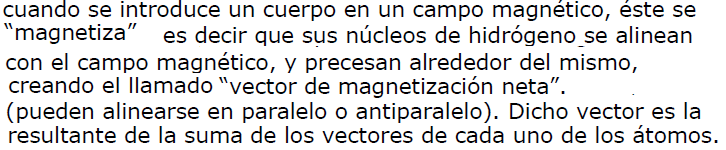 cuando se introduce un cuerpo en un campo magnético, éste se
“magnetiza” es decir que sus núcleos de hidrógeno se alinean
con el campo magnético, y precesan alrededor del mismo,
creando el llamado “vector de magnetización neta”.
(pueden alinearse en paralelo o antiparalelo). Dicho vector es la
resultante de la suma de los vectores de cada uno de los átomos.